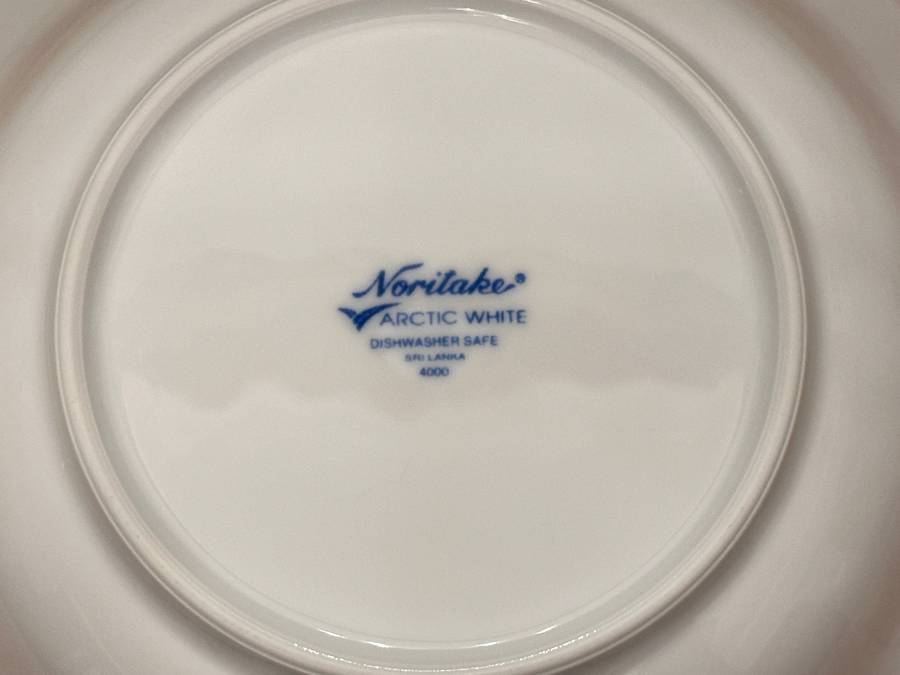 Noritake®
ARCTIC WHITE
DISHWASHER SAFE
SRI LANKA
4000